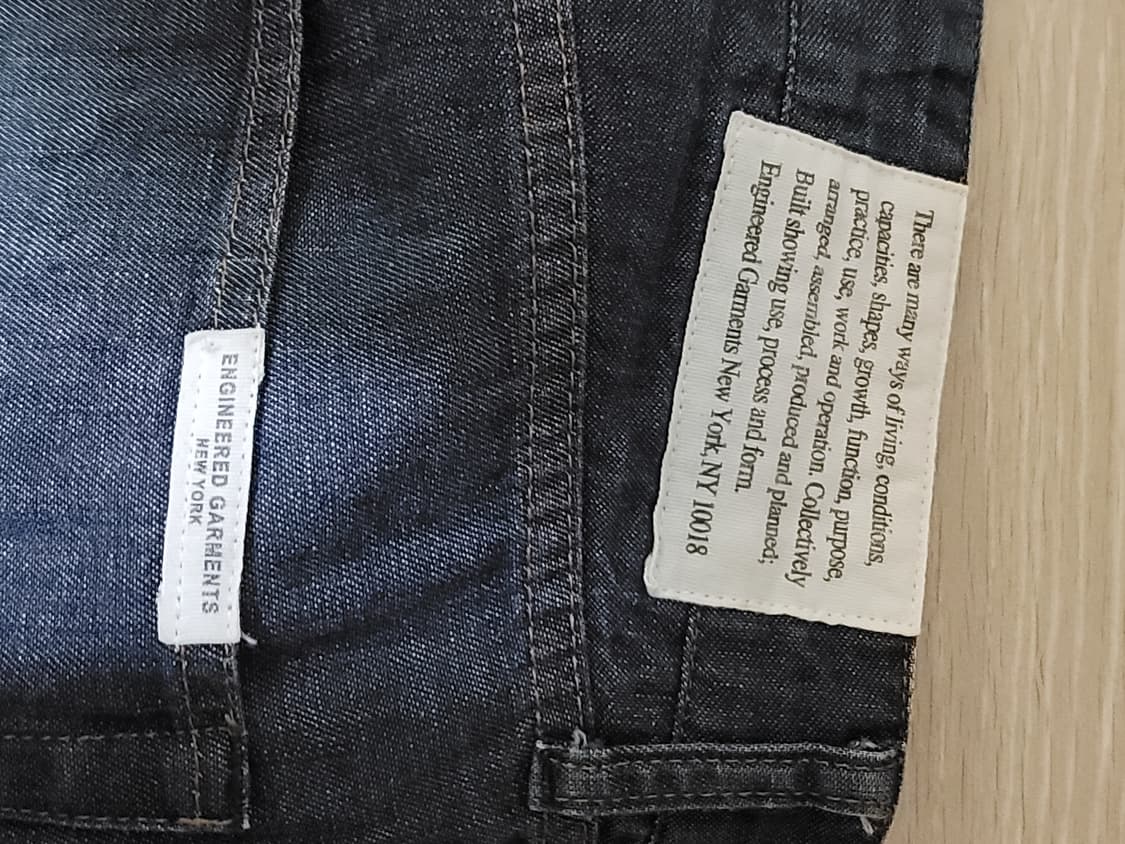 There are many ways of living, conditions,
capacities, shapes, growth, function, purpose,
practice, use, work and operation. Collectively
arranged, assembled, produced and planned;
Built showing use, process and form.
Engineered Garments New York, NY 10018
ENGINEERED GARMENTS
NEW YORK